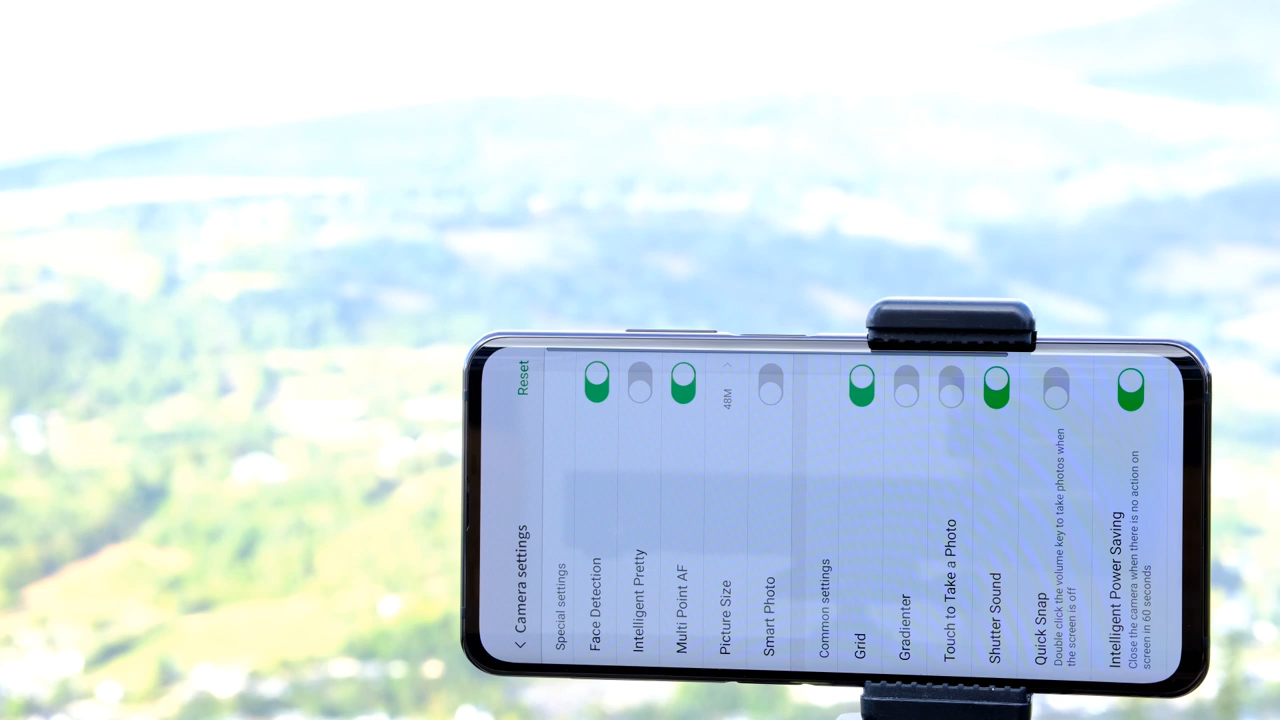 Camera settings
Reset
Special settings
Face Detection
Intelligent Pretty
Multi Point AF
Picture Size
48M
Smart Photo
Common settings
Grid
Gradienter
Touch to Take a Photo
Shutter Sound
Quick Snap
Double click the volume key to take photos when
the screen is off
Intelligent Power Saving
Close the camera when there is no action on
screen in 60 seconds